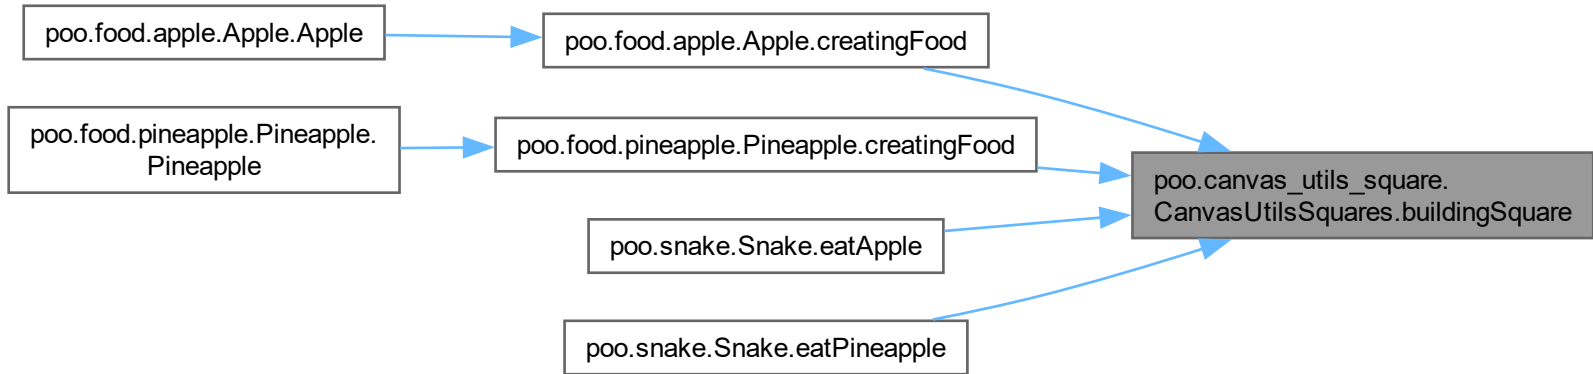 poo.food.apple.Apple.Apple
poo.food.apple.Apple.creatingFood
poo.food.pineapple.Pineapple.
Pineapple
poo.food.pineapple.Pineapple.creatingFood
poo.canvas_utils_square.
CanvasUtilsSquares.buildingSquare
poo.snake.Snake.eatApple
poo.snake.Snake.eatPineapple